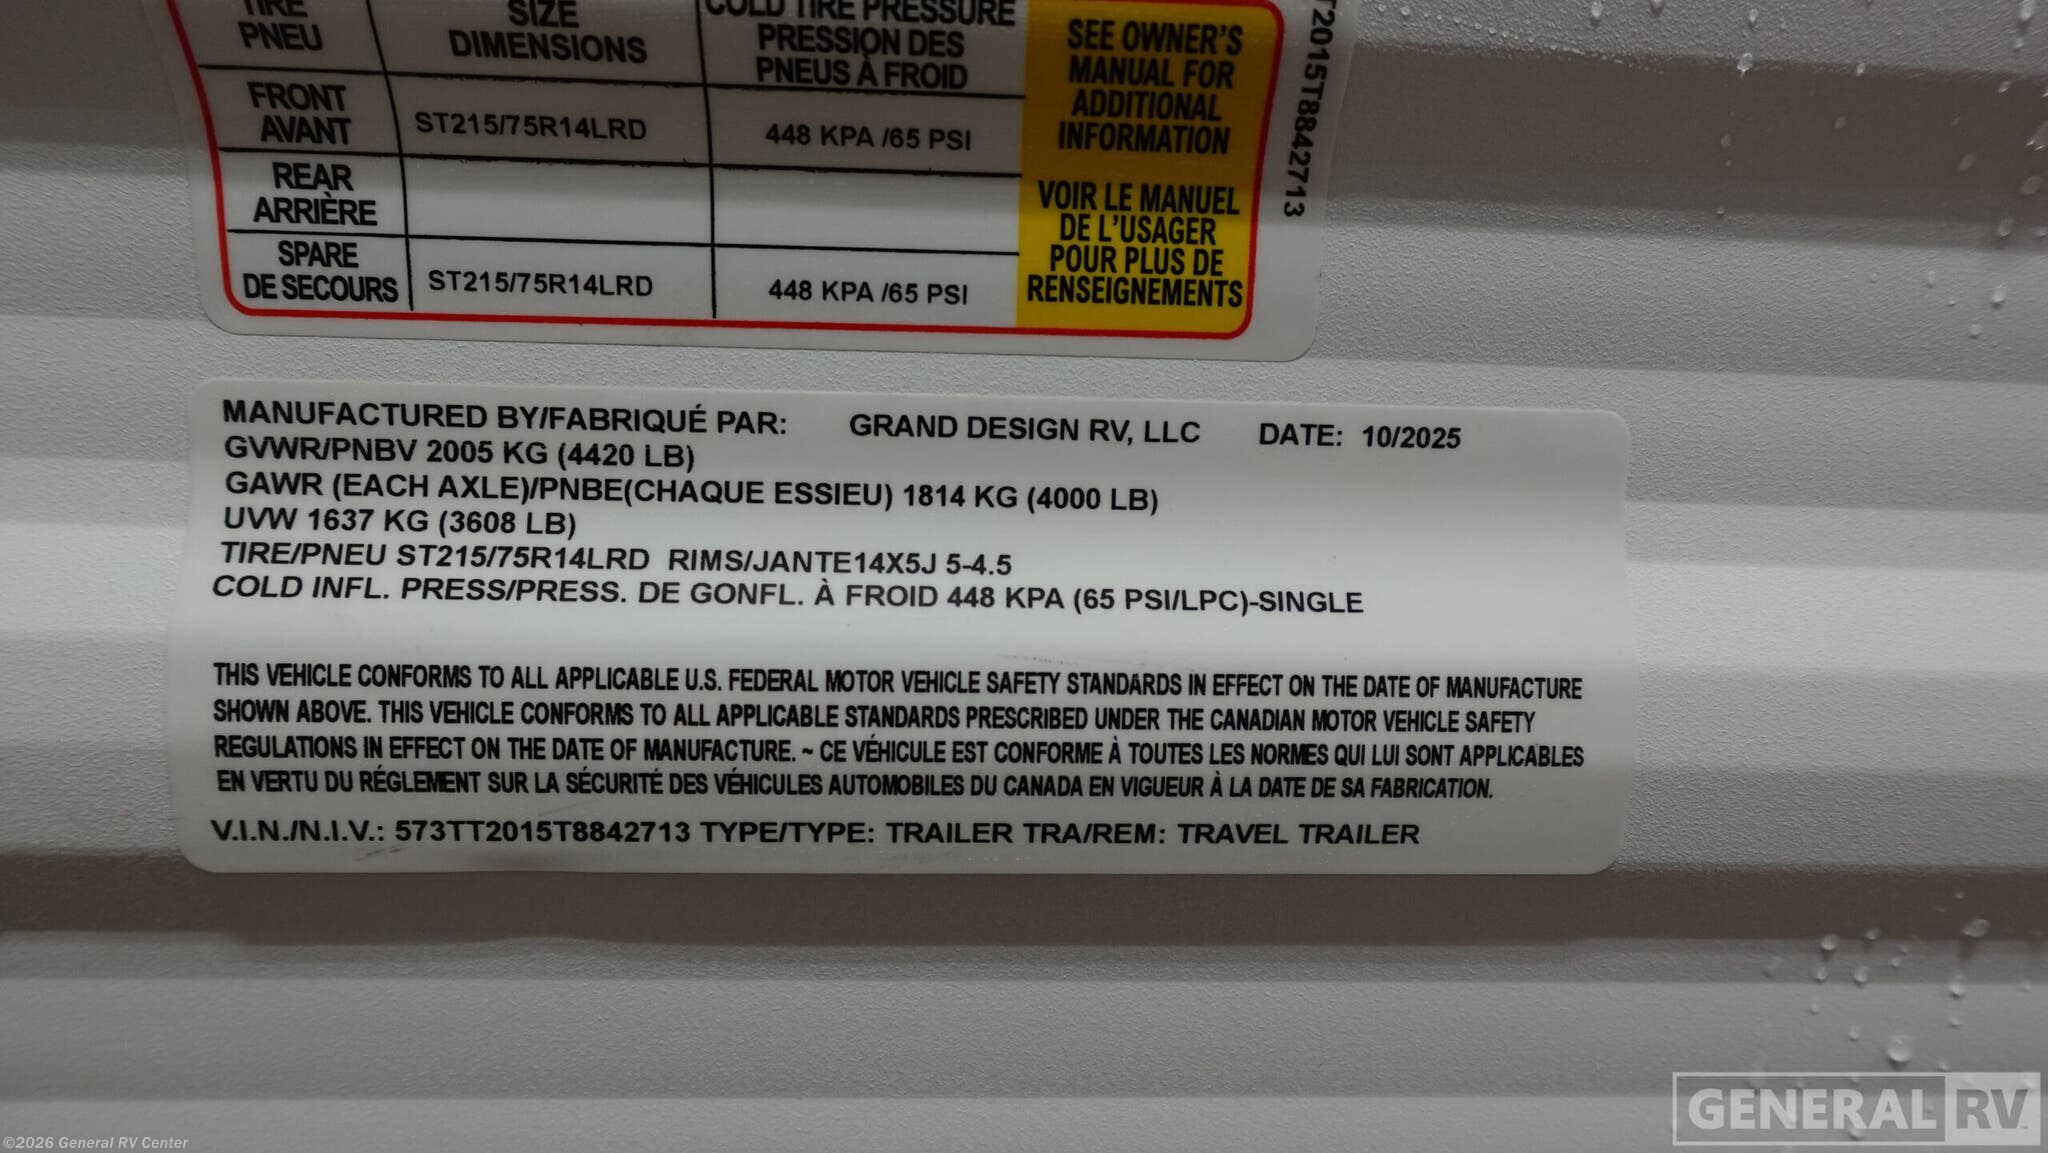 TIRE SIZE COLD TIRE PRESSURE
PNEU DIMENSIONS PRESSION DES
PNEUS À FROID
FRONT
AVANT ST215/75R14LRD 448 KPA /65 PSI
REAR
ARRIÈRE
SPARE
DE SECOURS ST215/75R14LRD 448 KPA /65 PSI
SEE OWNER'S
MANUAL FOR
ADDITIONAL
INFORMATION
VOIR LE MANUEL
DE L'USAGER
POUR PLUS DE
RENSEIGNEMENTS
T2015T8842713
MANUFACTURED BY/FABRIQUÉ PAR: GRAND DESIGN RV, LLC DATE: 10/2025
GVWR/PNBV 2005 KG (4420 LB)
GAWR (EACH AXLE)/PNBE(CHAQUE ESSIEU) 1814 KG (4000 LB)
UVW 1637 KG (3608 LB)
TIRE/PNEU ST215/75R14LRD RIMS/JANTE14X5J 5-4.5
COLD INFL. PRESS/PRESS. DE GONFL. À FROID 448 KPA (65 PSI/LPC)-SINGLE
THIS VEHICLE CONFORMS TO ALL APPLICABLE U.S. FEDERAL MOTOR VEHICLE SAFETY STANDARDS IN EFFECT ON THE DATE OF MANUFACTURE
SHOWN ABOVE. THIS VEHICLE CONFORMS TO ALL APPLICABLE STANDARDS PRESCRIBED UNDER THE CANADIAN MOTOR VEHICLE SAFETY
REGULATIONS IN EFFECT ON THE DATE OF MANUFACTURE. ~ CE VÉHICULE EST CONFORME À TOUTES LES NORMES QUI LUI SONT APPLICABLES
EN VERTU DU RÉGLEMENT SUR LA SÉCURITÉ DES VÉHICULES AUTOMOBILES DU CANADA EN VIGUEUR À LA DATE DE SA FABRICATION.
V.I.N./N.I.V.: 573TT2015T8842713 TYPE/TYPE: TRAILER TRA/REM: TRAVEL TRAILER
GENERAL RV
©2026 General RV Center